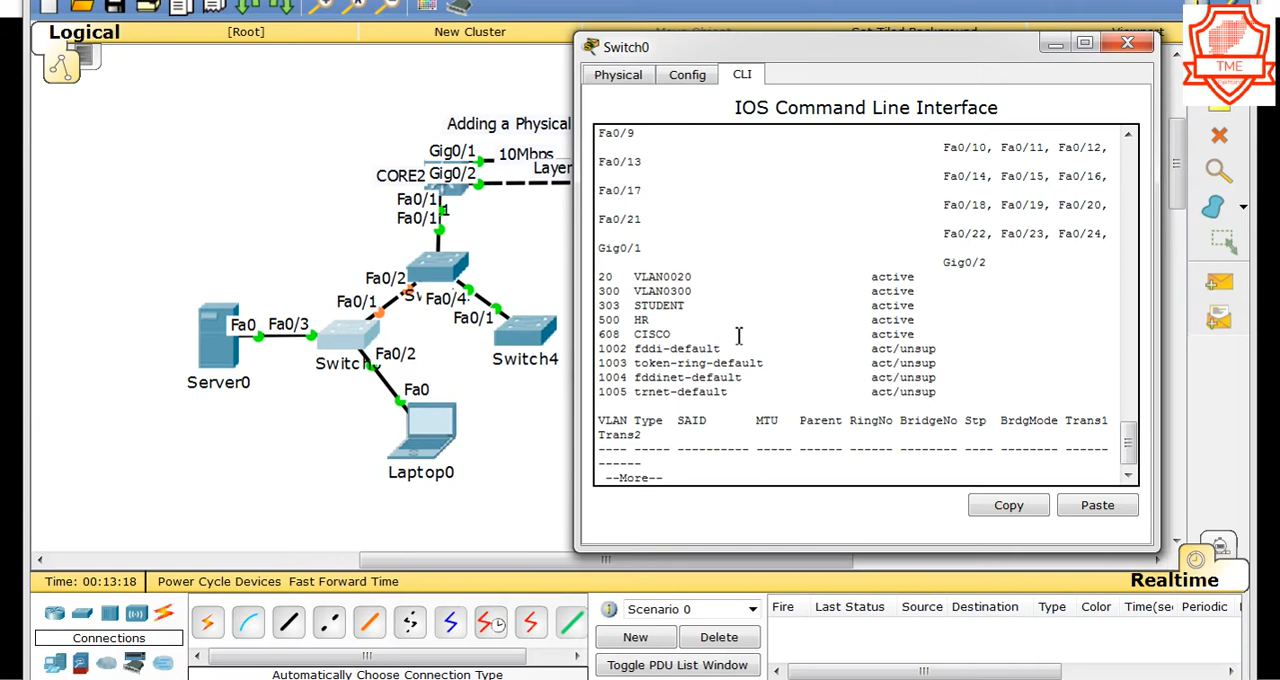 Logical
[Root]
New Cluster
TME
Adding a Physical
Gig0/1
10Mbps
CORE2
Gig0/2
Layer
Fa0/1
Fa0/1
1
Fa0/2
Fa0/4
Fa0/1
Fa0/1
Fa0
Fa0/3
Switch4
Server0
Fa0/2
Fa0
Laptop0
Switch0
Physical
Config
CLI
IOS Command Line Interface
Fa0/9
Fa0/10, Fa0/11, Fa0/12,
Fa0/13
Fa0/14, Fa0/15, Fa0/16,
Fa0/17
Fa0/18, Fa0/19, Fa0/20,
Fa0/21
Fa0/22, Fa0/23, Fa0/24,
Gig0/1
Gig0/2
20 VLAN0020 active
300 VLAN0300 active
303 STUDENT active
500 HR active
608 CISCO active
1002 fddi-default act/unsup
1003 token-ring-default act/unsup
1004 fddinet-default act/unsup
1005 trnet-default act/unsup
VLAN Type SAID MTU Parent RingNo BridgeNo Stp BrdgMode Trans1
Trans2
---- ----- ---------- ----- ------ ------ -------- ---- -------- ------
------
--More--
Copy
Paste
Time: 00:13:18
Power Cycle Devices Fast Forward Time
Realtime
Connections
Automatically Choose Connection Type
Scenario 0
New
Delete
Toggle PDU List Window
Fire Last Status Source Destination Type Color Time(sec Periodic